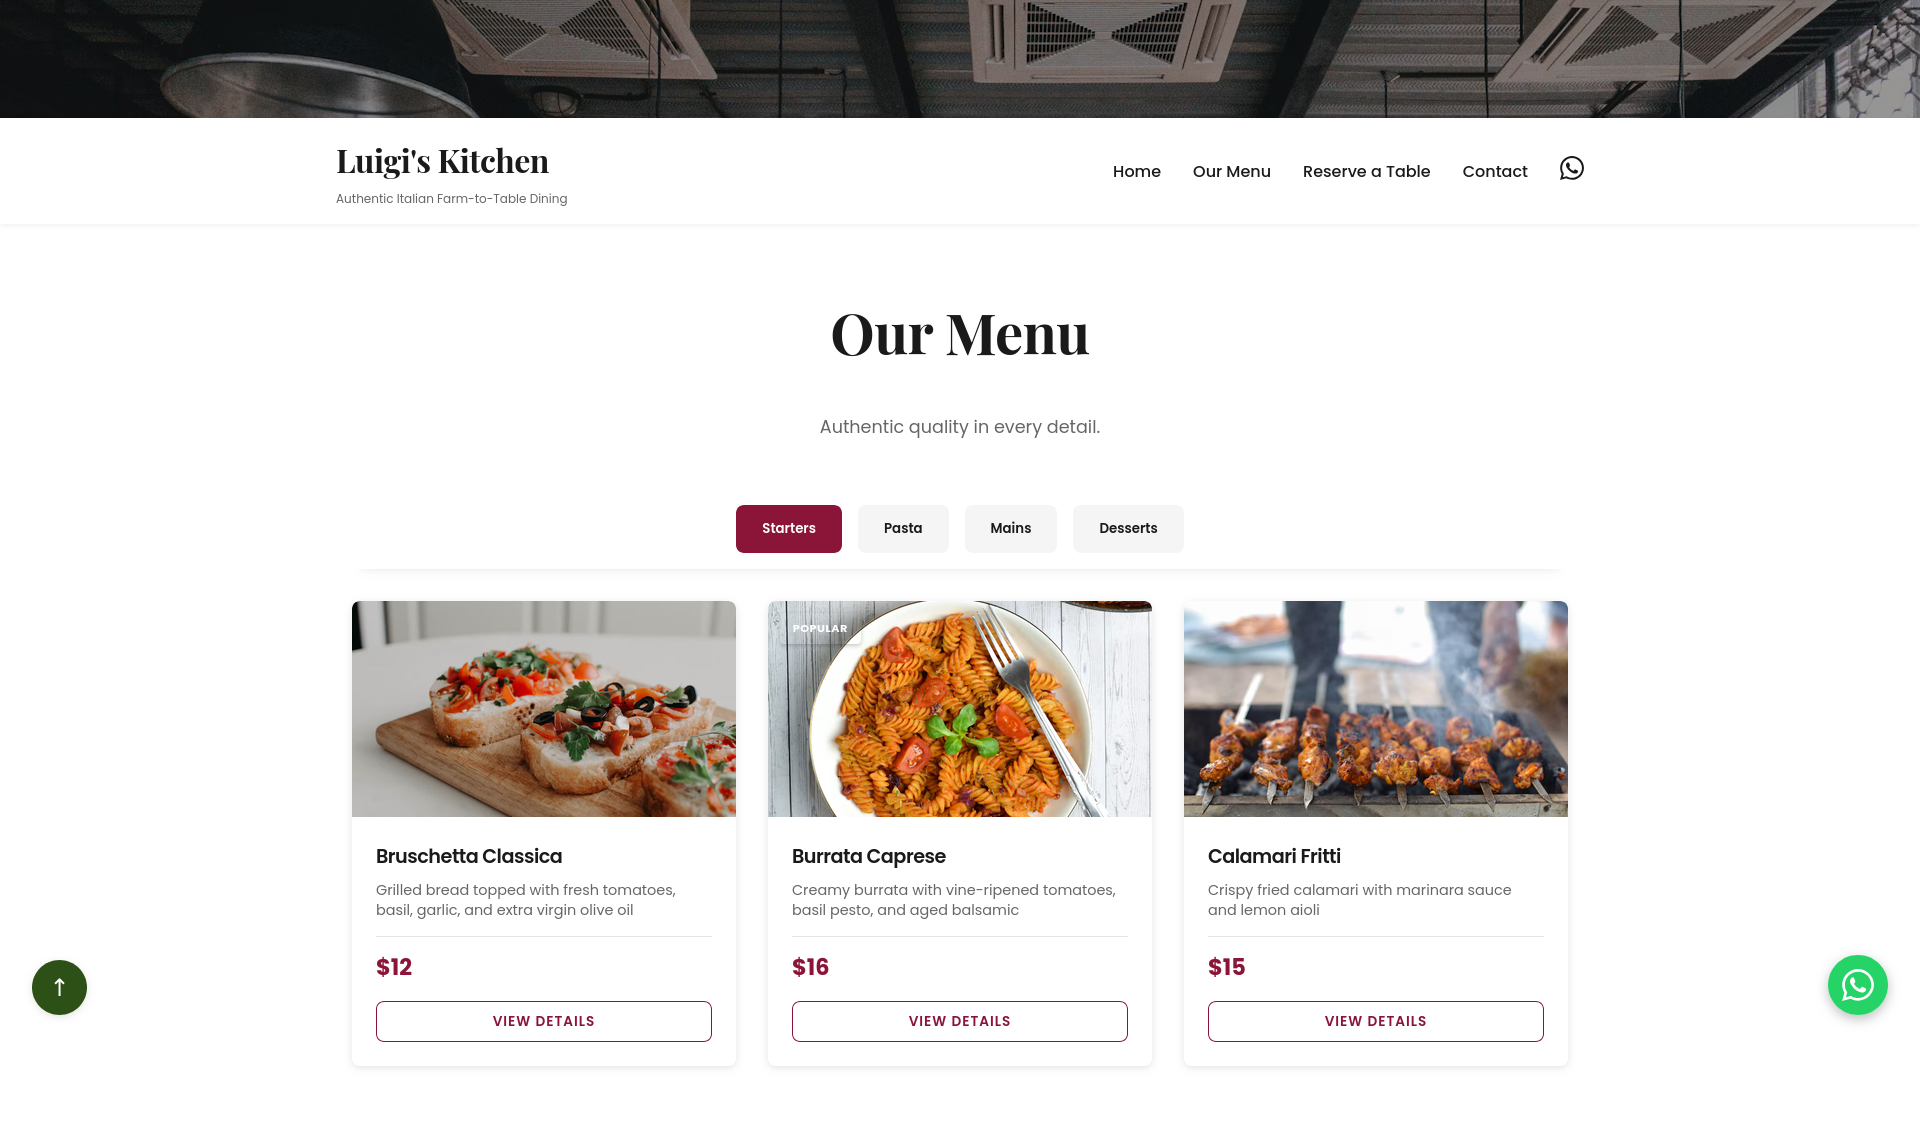 Luigi's Kitchen
Authentic Italian Farm-to-Table Dining
Home
Our Menu
Reserve a Table
Contact
Our Menu
Authentic quality in every detail.
Starters
Pasta
Mains
Desserts
POPULAR
Bruschetta Classica
Grilled bread topped with fresh tomatoes,
basil, garlic, and extra virgin olive oil
$12
VIEW DETAILS
Burrata Caprese
Creamy burrata with vine-ripened tomatoes,
basil pesto, and aged balsamic
$16
VIEW DETAILS
Calamari Fritti
Crispy fried calamari with marinara sauce
and lemon aioli
$15
VIEW DETAILS
↑